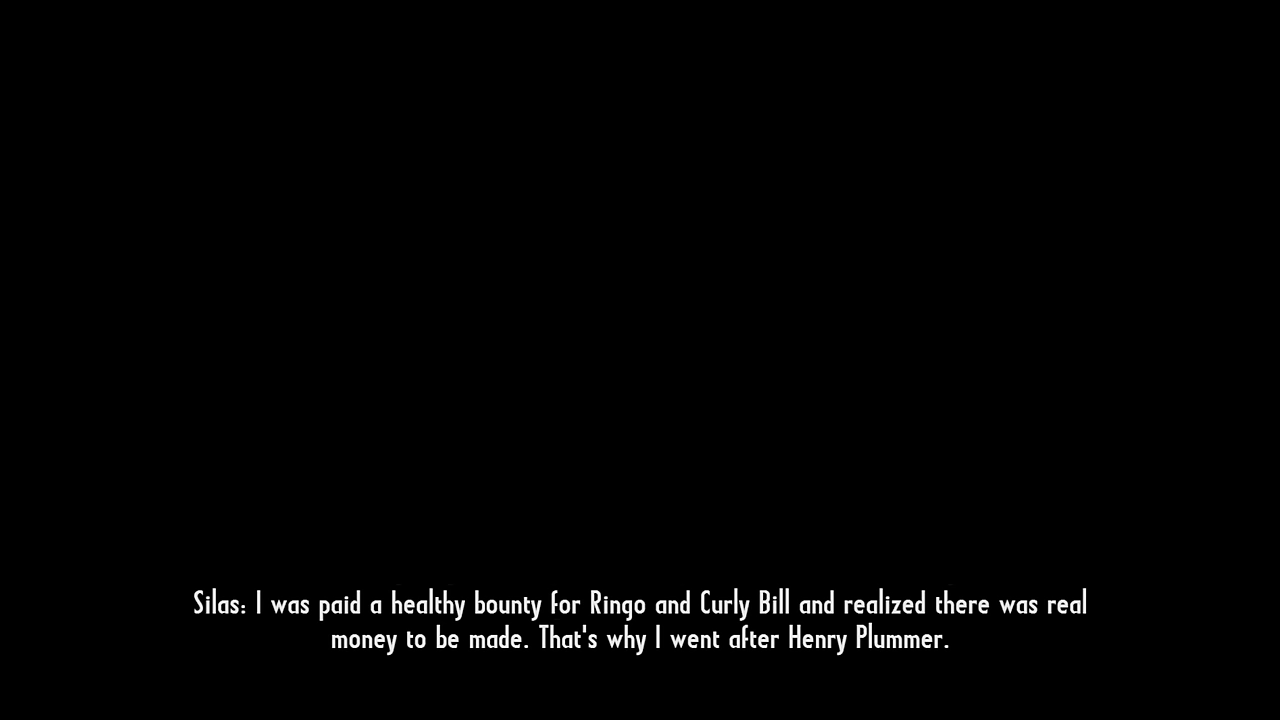 Silas: I was paid a healthy bounty for Ringo and Curly Bill and realized there was real
money to be made. That's why I went after Henry Plummer.